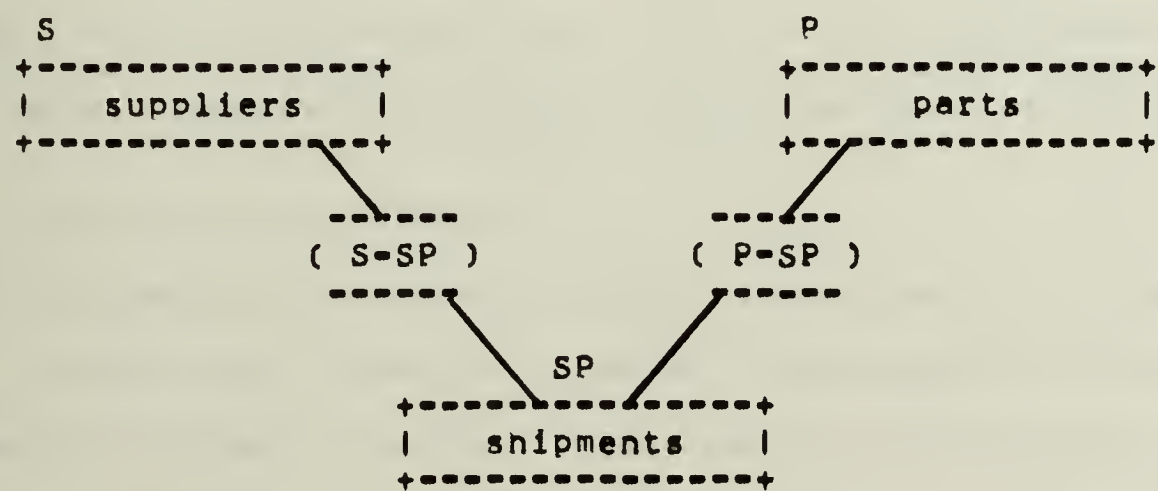 S P
suppliers parts
( S-SP ) ( P-SP )
SP
shipments